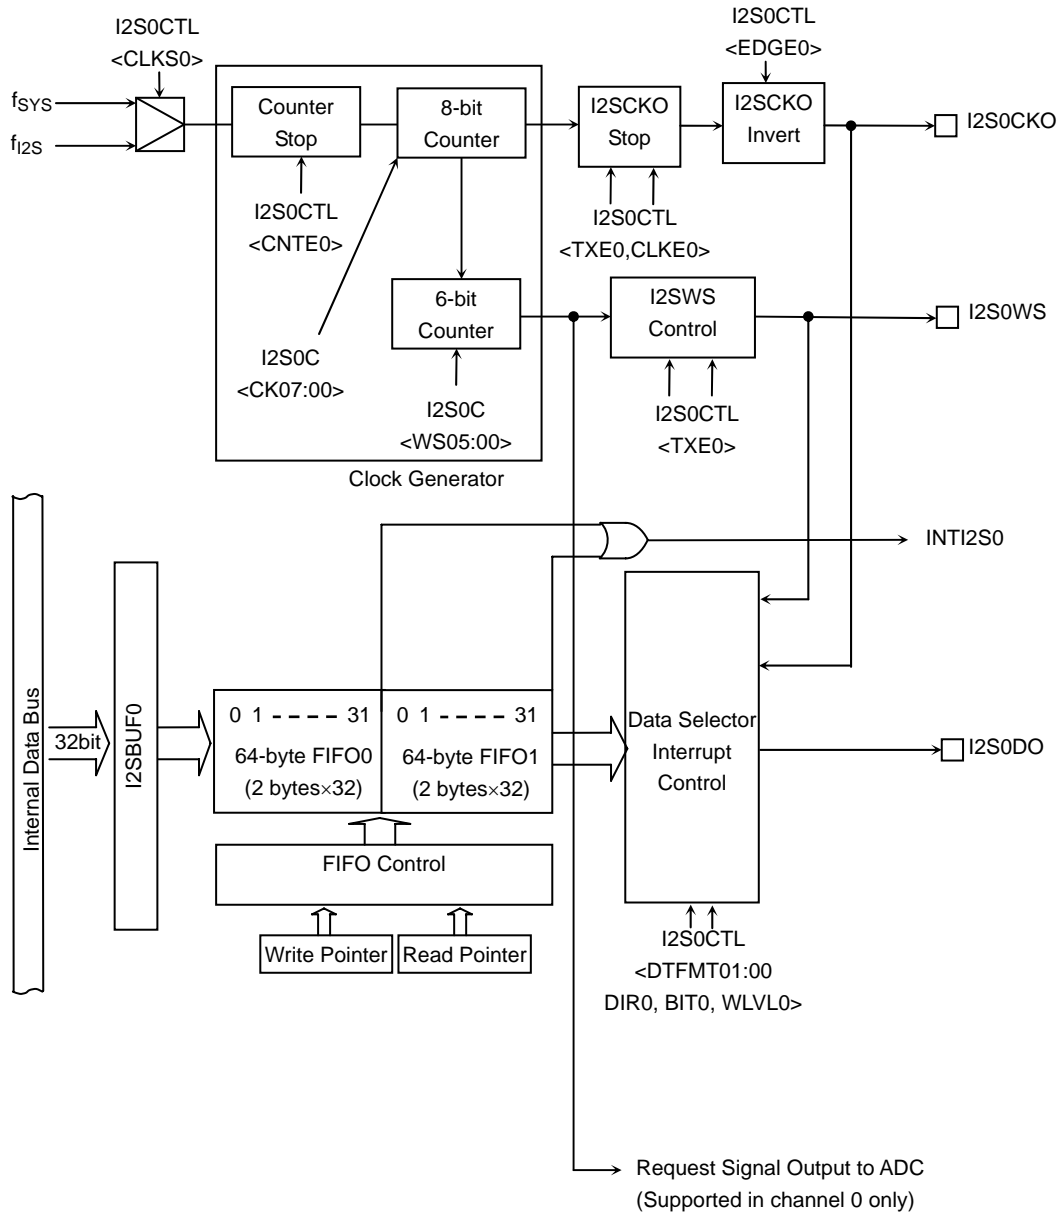 I2S0CTL
<CLKS0>
I2S0CTL
<EDGE0>
fSYS
fI2S
Counter
Stop
8-bit
Counter
I2SCKO
Stop
I2SCKO
Invert
I2S0CKO
I2S0CTL
<CNTE0>
I2S0CTL
<TXE0,CLKE0>
6-bit
Counter
I2SWS
Control
I2S0WS
I2S0C
<CK07:00>
I2S0C
<WS05:00>
I2S0CTL
<TXE0>
Clock Generator
INTI2S0
Internal Data Bus
32bit
I2SBUF0
0 1 ----- 31
64-byte FIFO0
(2 bytes×32)
0 1 ----- 31
64-byte FIFO1
(2 bytes×32)
Data Selector
Interrupt
Control
I2S0DO
FIFO Control
Write Pointer
Read Pointer
I2S0CTL
<DTFMT01:00
DIR0, BIT0, WLVL0>
Request Signal Output to ADC
(Supported in channel 0 only)